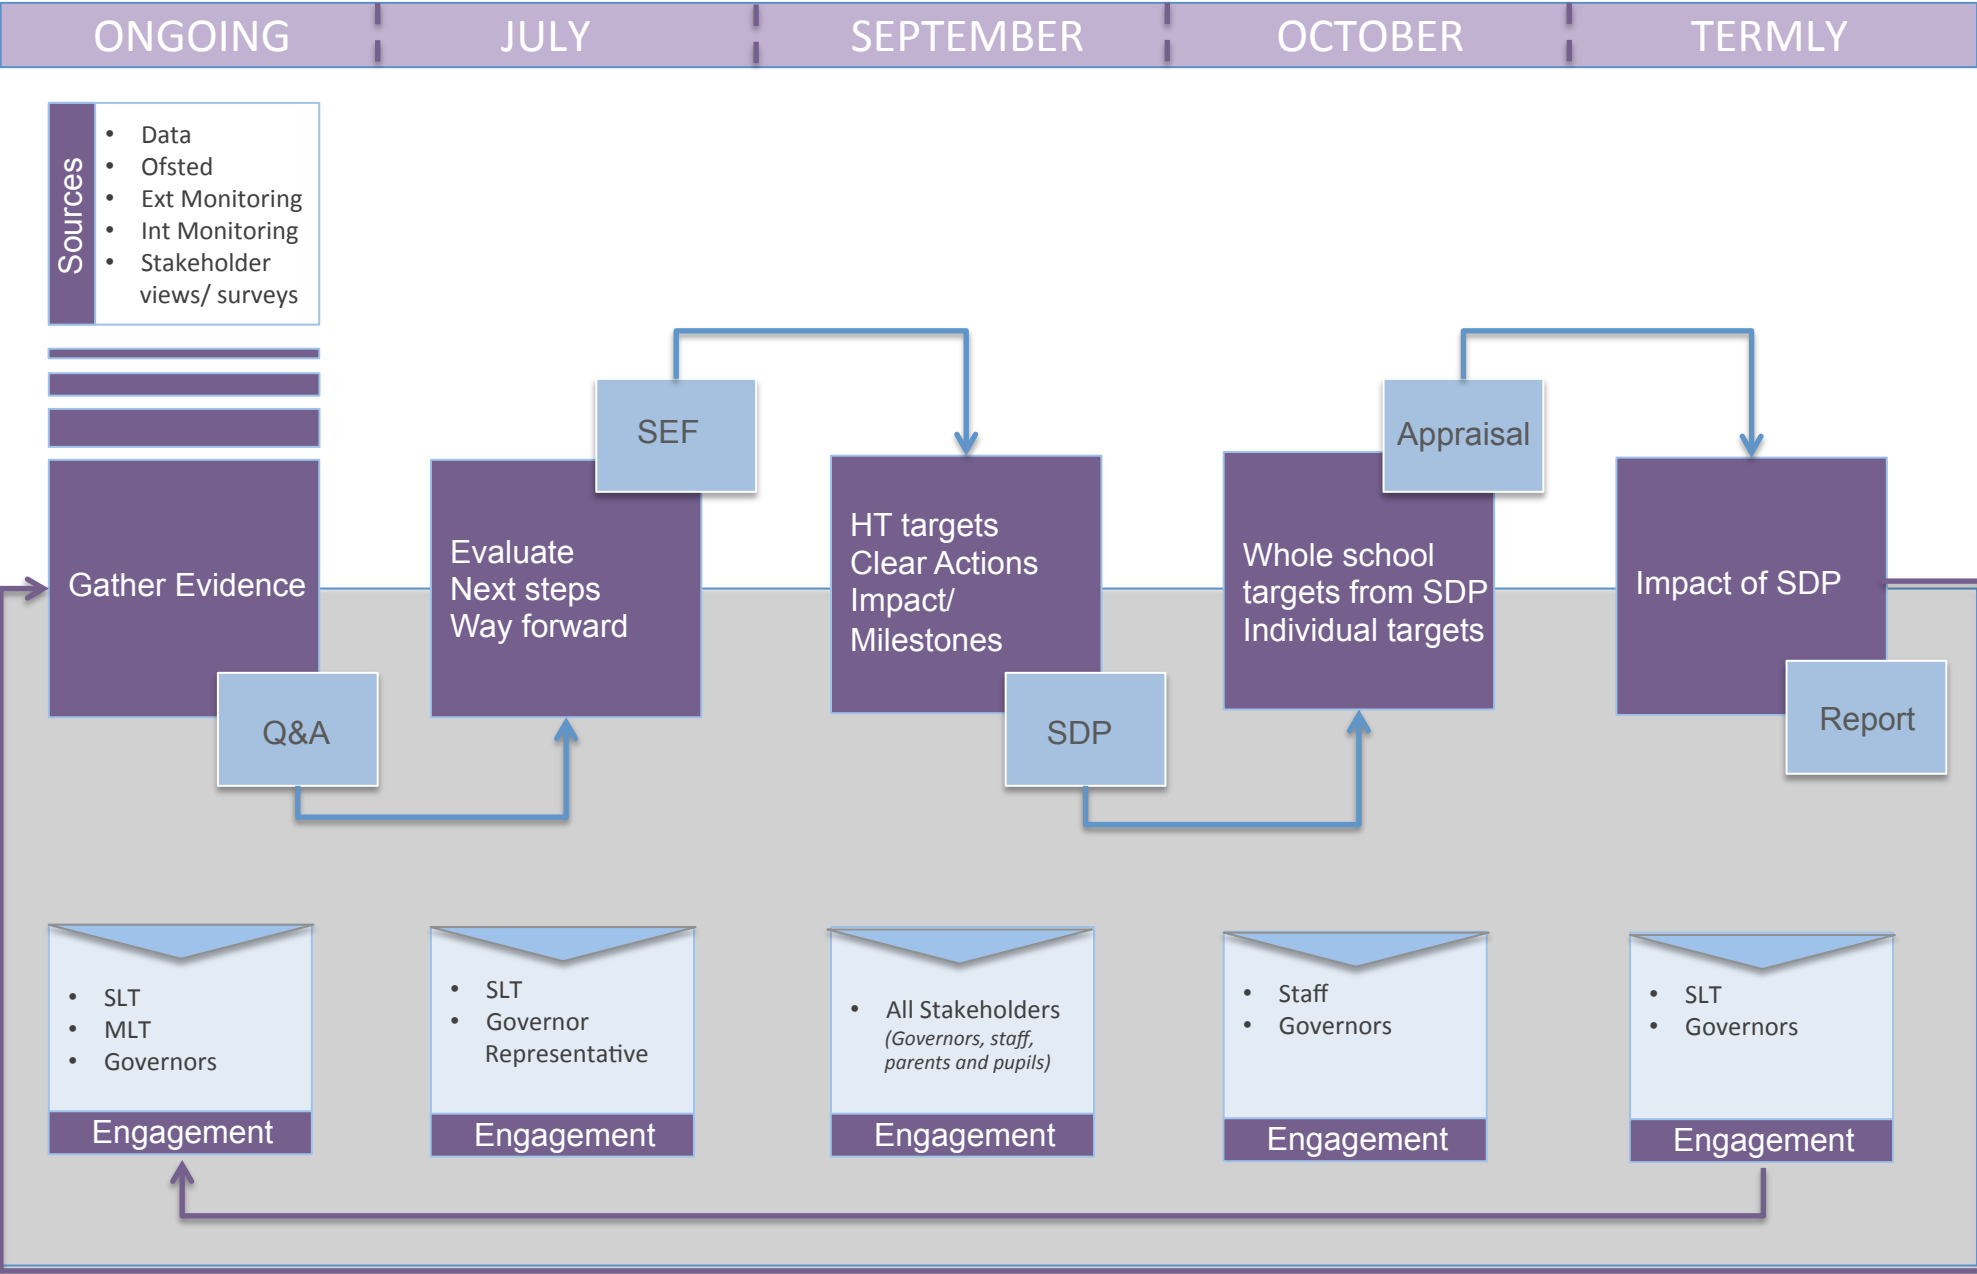 ONGOING
JULY
SEPTEMBER
OCTOBER
TERMLY
Sources
• Data
• Ofsted
• Ext Monitoring
• Int Monitoring
• Stakeholder
views/ surveys
Gather Evidence
Q&A
SEF
Evaluate
Next steps
Way forward
HT targets
Clear Actions
Impact/
Milestones
SDP
Appraisal
Whole school
targets from SDP
Individual targets
Impact of SDP
Report
• SLT
• MLT
• Governors
Engagement
• SLT
• Governor
Representative
Engagement
• All Stakeholders
(Governors, staff,
parents and pupils)
Engagement
• Staff
• Governors
Engagement
• SLT
• Governors
Engagement